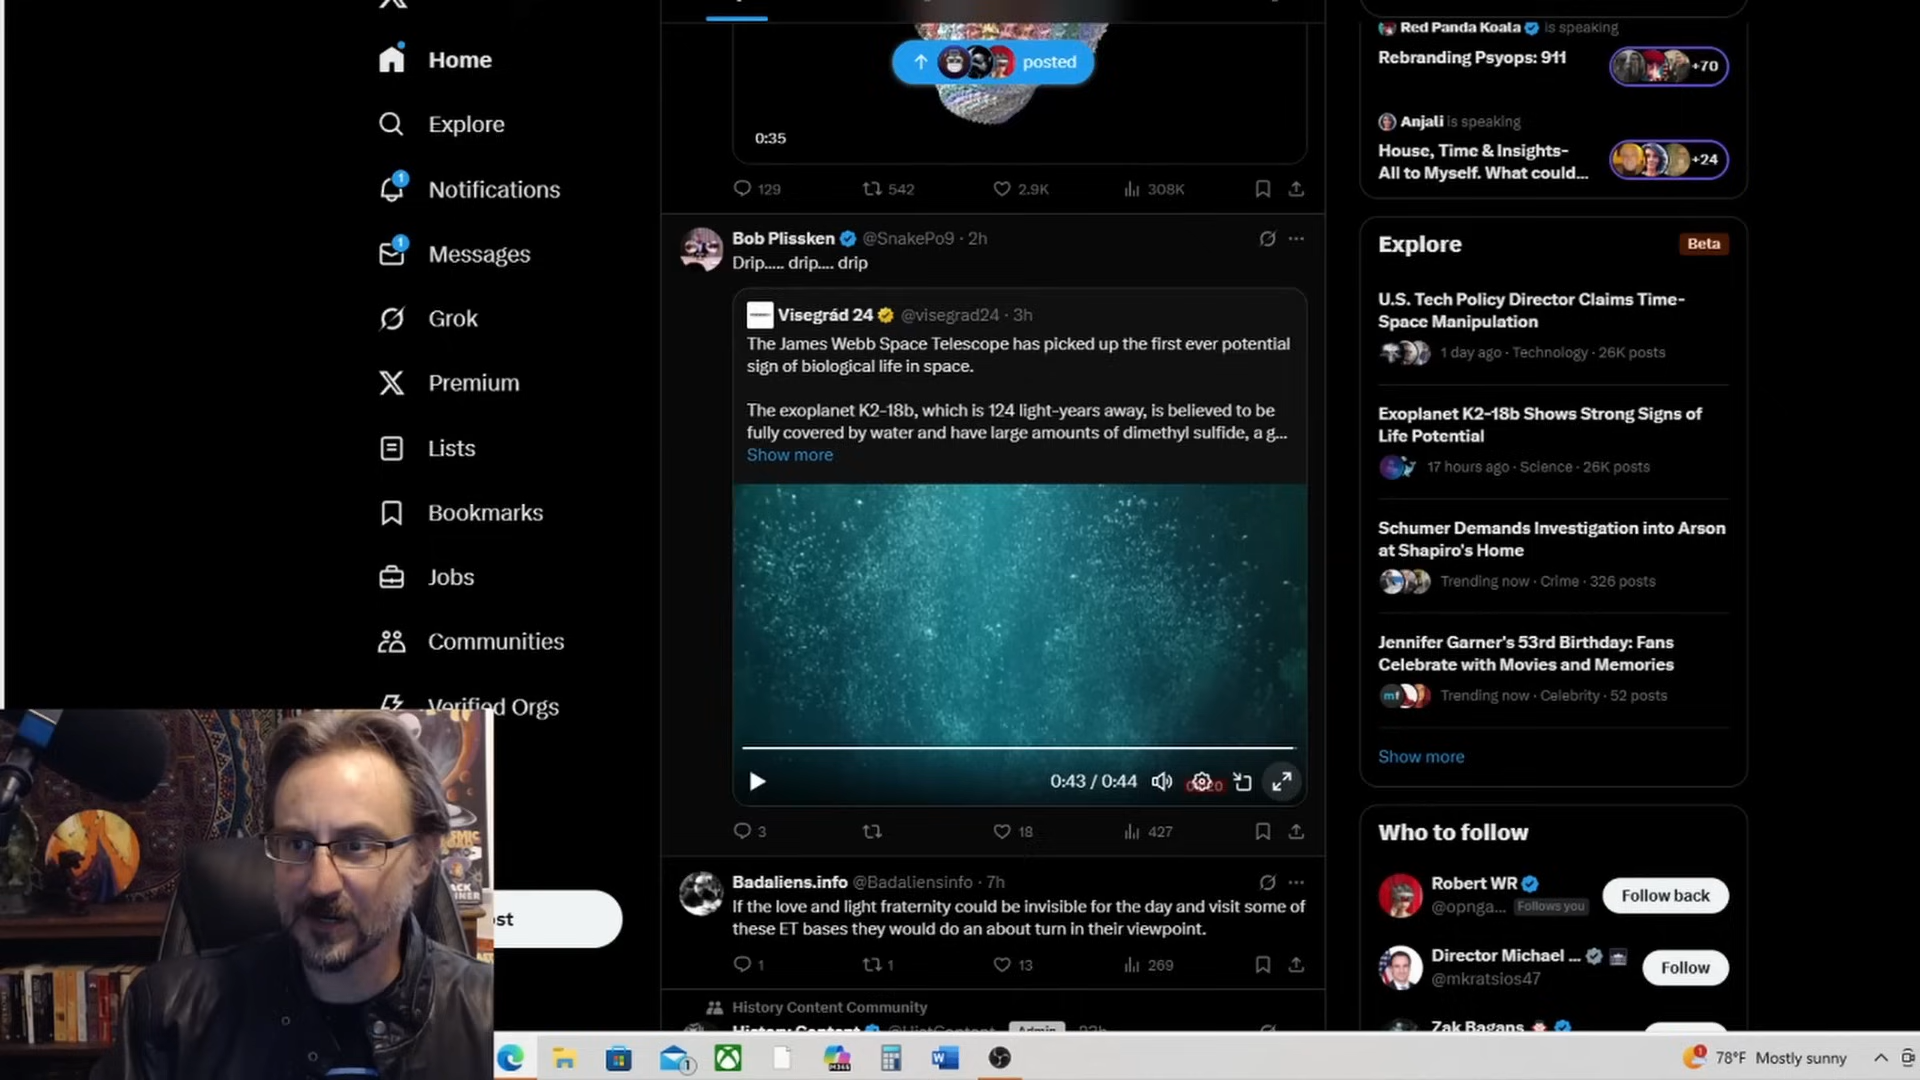 Home
Explore
Notifications
1
Messages
1
Grok
Premium
Lists
Bookmarks
Jobs
Communities
Verified Orgs
st
posted
0:35
129 542 2.9K 308K
Bob Plissken @SnakePo9 · 2h
Drip..... drip.... drip
Visegrád 24 @visegrad24 · 3h
The James Webb Space Telescope has picked up the first ever potential
sign of biological life in space.
The exoplanet K2-18b, which is 124 light-years away, is believed to be
fully covered by water and have large amounts of dimethyl sulfide, a g...
Show more
0:43 / 0:44
3 18 427
Badaliens.info @Badaliensinfo · 7h
If the love and light fraternity could be invisible for the day and visit some of
these ET bases they would do an about turn in their viewpoint.
1 1 13 269
History Content Community
History Content @HistContent Admin · 23h
Red Panda Koala is speaking
Rebranding Psyops: 911
+70
Anjali is speaking
House, Time & Insights-
All to Myself. What could...
+24
Explore
Beta
U.S. Tech Policy Director Claims Time-
Space Manipulation
1 day ago · Technology · 26K posts
Exoplanet K2-18b Shows Strong Signs of
Life Potential
17 hours ago · Science · 26K posts
Schumer Demands Investigation into Arson
at Shapiro's Home
Trending now · Crime · 326 posts
Jennifer Garner's 53rd Birthday: Fans
Celebrate with Movies and Memories
Trending now · Celebrity · 52 posts
Show more
Who to follow
Robert WR
@opnga... Follows you
Follow back
Director Michael ...
@mkratsios47
Follow
Zak Bagans
1
1
78°F Mostly sunny